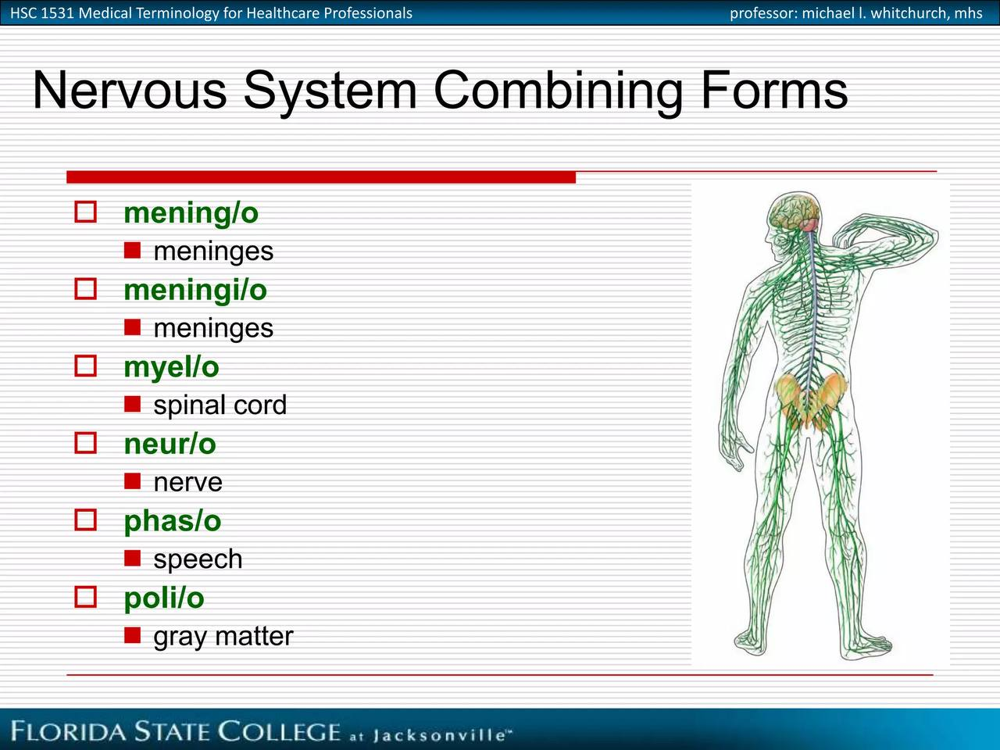 HSC 1531 Medical Terminology for Healthcare Professionals professor: michael l. whitchurch, mhs
Nervous System Combining Forms
mening/o
meninges
meningi/o
meninges
myel/o
spinal cord
neur/o
nerve
phas/o
speech
poli/o
gray matter
FLORIDA STATE COLLEGE at Jacksonville™